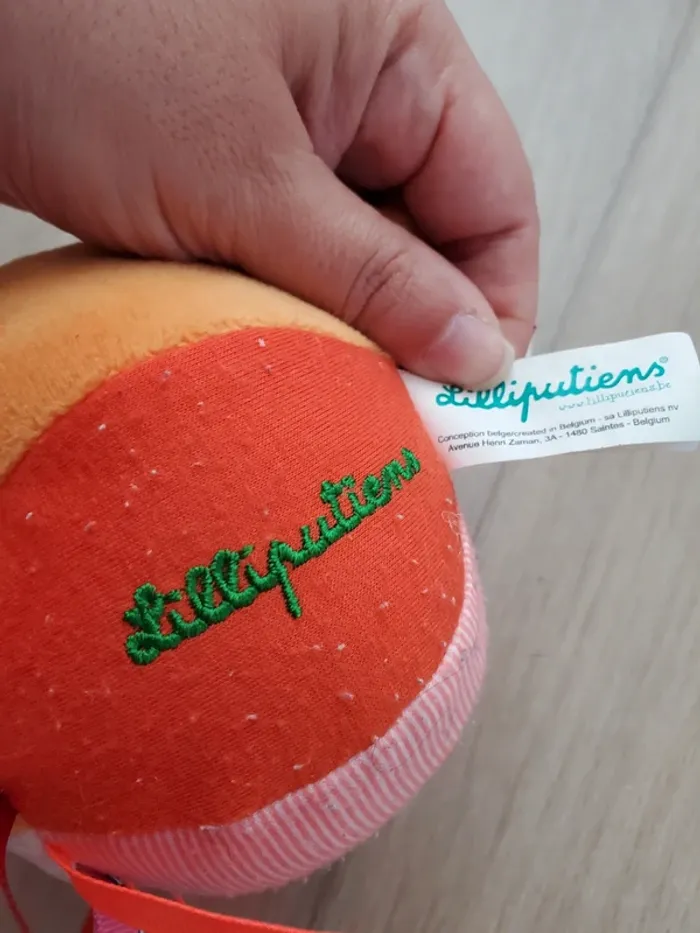 Lilliputiens®
www.lilliputiens.be
Conception belge/created in Belgium - sa Lilliputiens nv
Avenue Henri Zaman, 3A - 1480 Saintes - Belgium
Lilliputiens